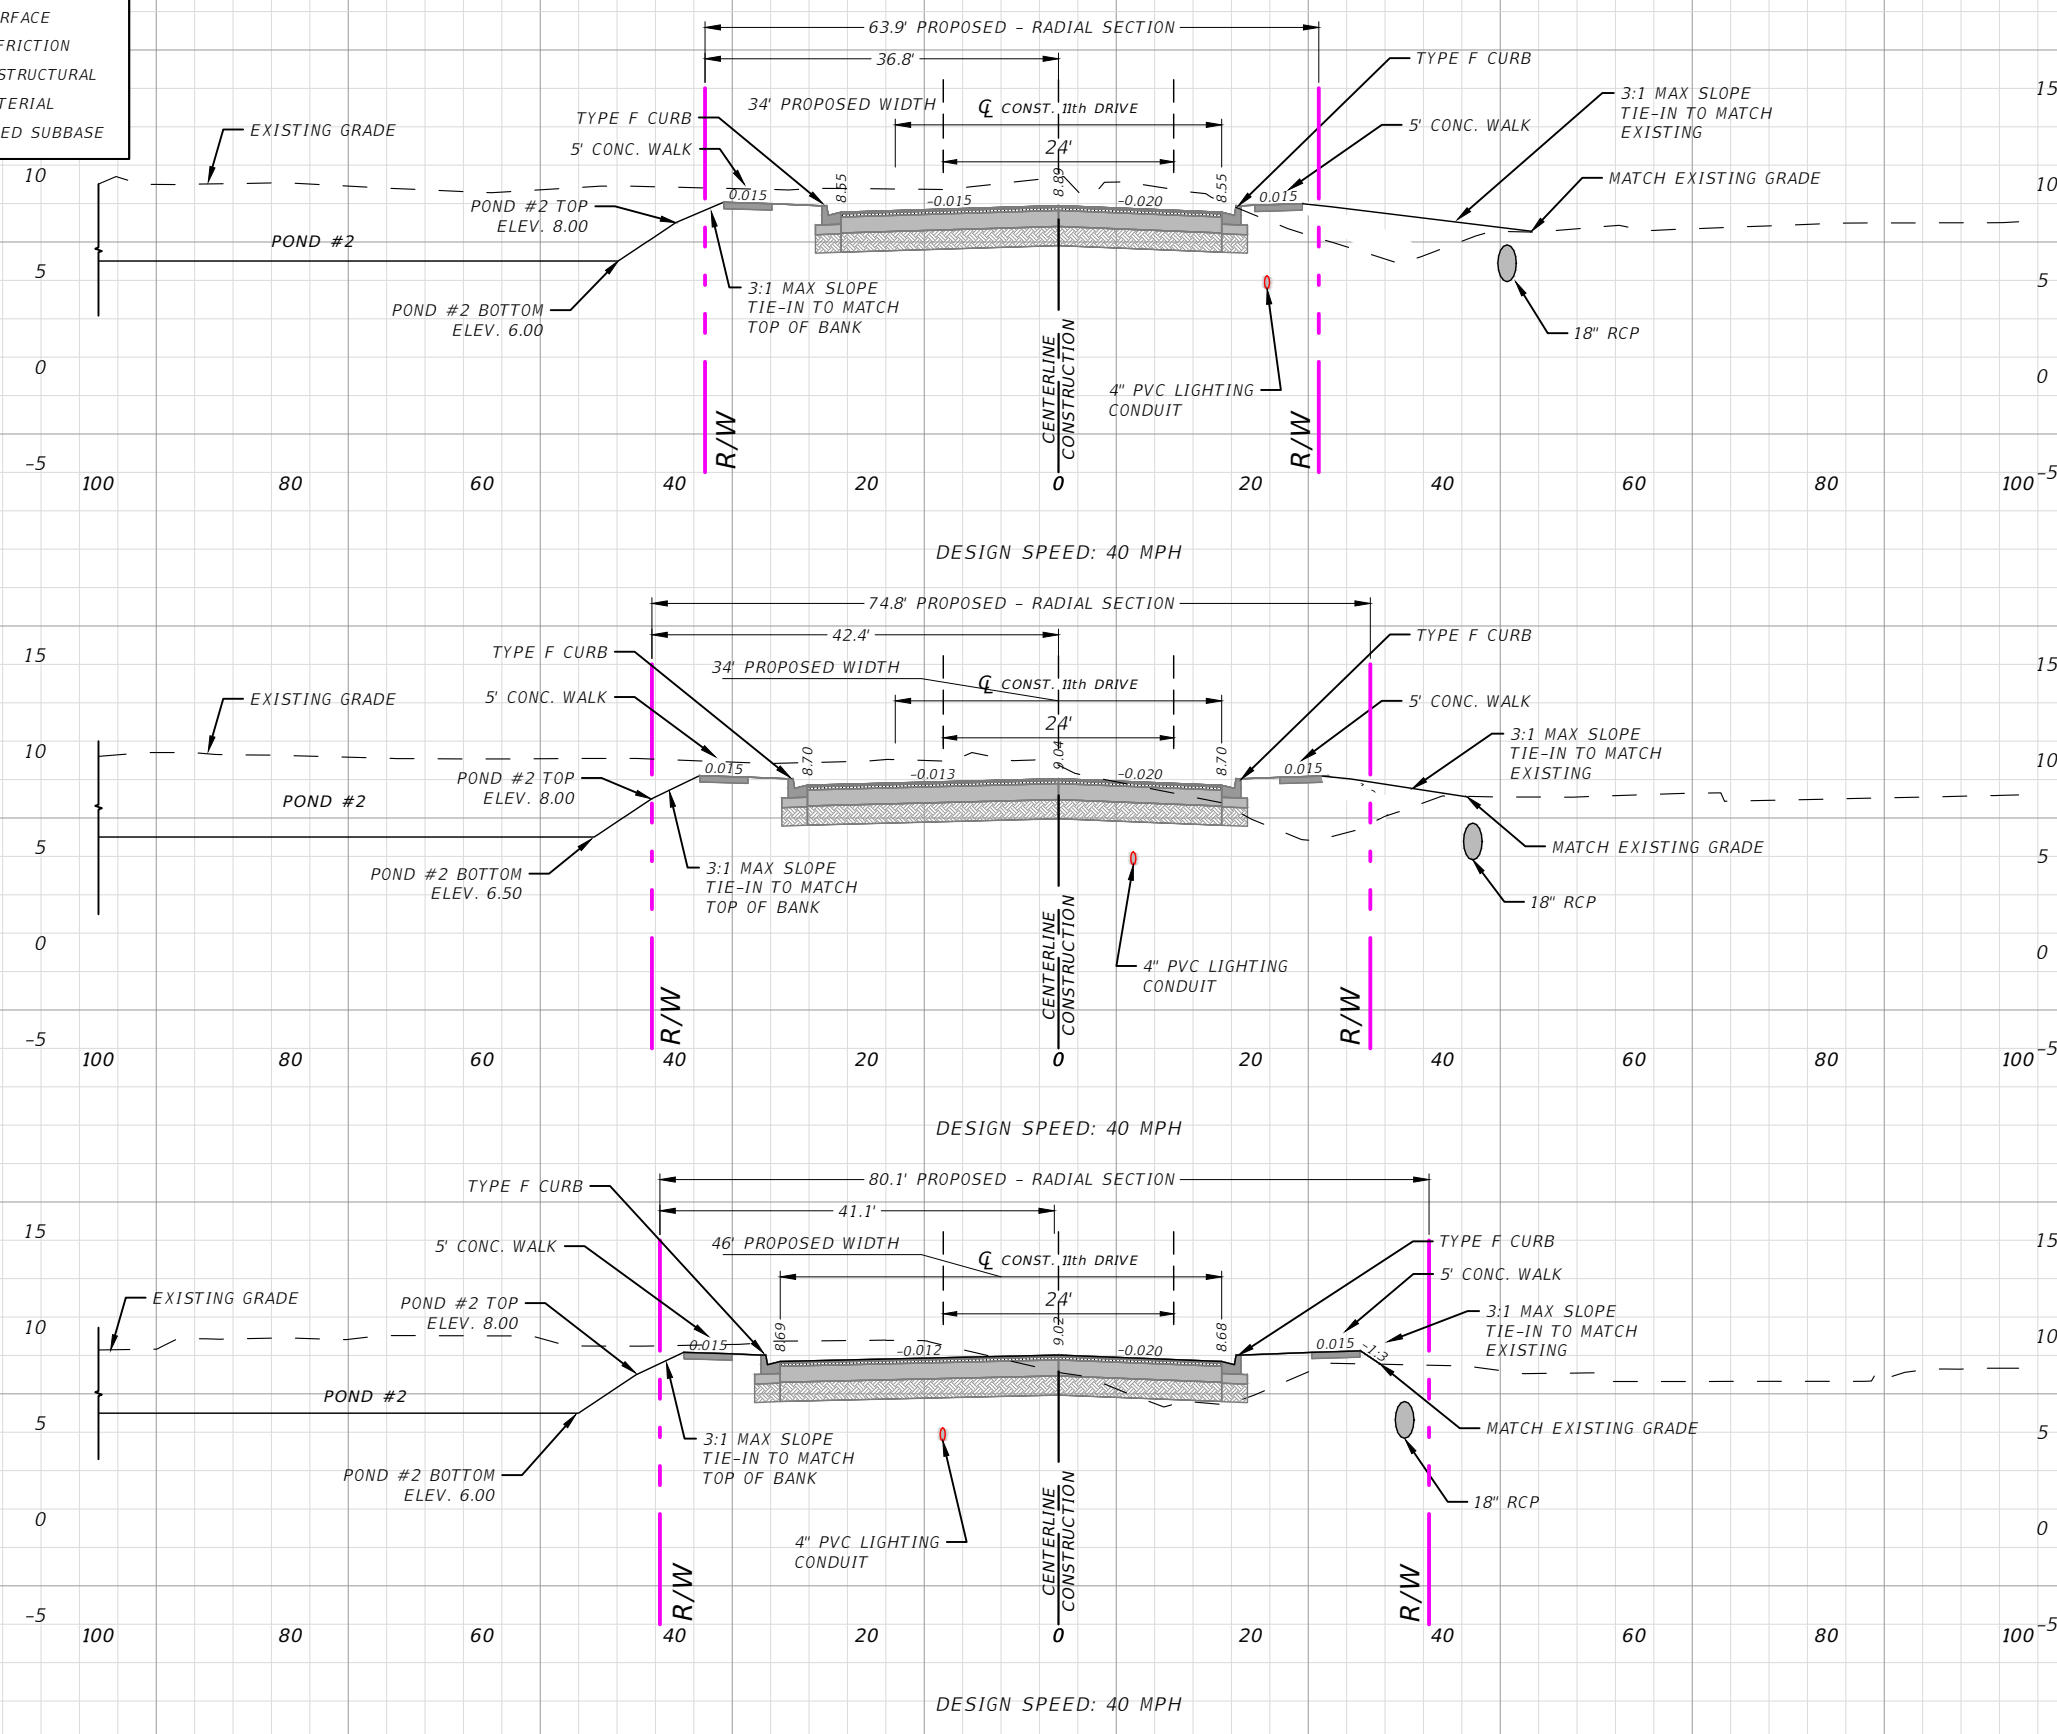 RFACE
FRICTION
STRUCTURAL
TERIAL
ED SUBBASE
63.9' PROPOSED - RADIAL SECTION
36.8'
TYPE F CURB
34' PROPOSED WIDTH
CL CONST. 11th DRIVE
24'
TYPE F CURB
5' CONC. WALK
EXISTING GRADE
5' CONC. WALK
3:1 MAX SLOPE
TIE-IN TO MATCH
EXISTING
MATCH EXISTING GRADE
15
10
10
5
5
0
0
-5
-5
POND #2 TOP
ELEV. 8.00
POND #2
POND #2 BOTTOM
ELEV. 6.00
0.015
8.55
-0.015
8.89
-0.020
8.55
0.015
3:1 MAX SLOPE
TIE-IN TO MATCH
TOP OF BANK
18" RCP
4" PVC LIGHTING
CONDUIT
CENTERLINE
CONSTRUCTION
R/W
R/W
100 80 60 40 20 0 20 40 60 80 100
DESIGN SPEED: 40 MPH
74.8' PROPOSED - RADIAL SECTION
42.4'
TYPE F CURB
34' PROPOSED WIDTH
CL CONST. 11th DRIVE
24'
TYPE F CURB
5' CONC. WALK
EXISTING GRADE
5' CONC. WALK
3:1 MAX SLOPE
TIE-IN TO MATCH
EXISTING
15
15
10
10
5
5
0
0
-5
-5
POND #2 TOP
ELEV. 8.00
POND #2
POND #2 BOTTOM
ELEV. 6.50
0.015
8.70
-0.013
9.04
-0.020
8.70
0.015
MATCH EXISTING GRADE
3:1 MAX SLOPE
TIE-IN TO MATCH
TOP OF BANK
18" RCP
4" PVC LIGHTING
CONDUIT
CENTERLINE
CONSTRUCTION
R/W
R/W
100 80 60 40 20 0 20 40 60 80 100
DESIGN SPEED: 40 MPH
80.1' PROPOSED - RADIAL SECTION
41.1'
TYPE F CURB
46' PROPOSED WIDTH
CL CONST. 11th DRIVE
24'
TYPE F CURB
5' CONC. WALK
5' CONC. WALK
EXISTING GRADE
3:1 MAX SLOPE
TIE-IN TO MATCH
EXISTING
15
15
10
10
5
5
0
0
-5
-5
POND #2 TOP
ELEV. 8.00
POND #2
POND #2 BOTTOM
ELEV. 6.00
0.015
8.69
-0.012
9.02
-0.020
8.68
0.015
-1:3
MATCH EXISTING GRADE
3:1 MAX SLOPE
TIE-IN TO MATCH
TOP OF BANK
18" RCP
4" PVC LIGHTING
CONDUIT
CENTERLINE
CONSTRUCTION
R/W
R/W
100 80 60 40 20 0 20 40 60 80 100
DESIGN SPEED: 40 MPH